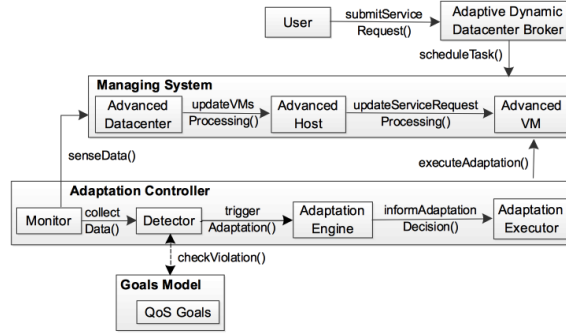 User
submitService
Request()
Adaptive Dynamic
Datacenter Broker
scheduleTask()
Managing System
Advanced
Datacenter
updateVMs
Processing()
Advanced
Host
updateServiceRequest
Processing()
Advanced
VM
senseData()
executeAdaptation()
Adaptation Controller
Monitor
collect
Data()
Detector
trigger
Adaptation()
Adaptation
Engine
informAdaptation
Decision()
Adaptation
Executor
checkViolation()
Goals Model
QoS Goals